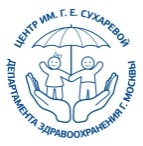 ЦЕНТР ИМ. Г. Е. СУХАРЕВОЙ
ДЕПАРТАМЕНТА ЗДРАВООХРАНЕНИЯ Г. МОСКВЫ